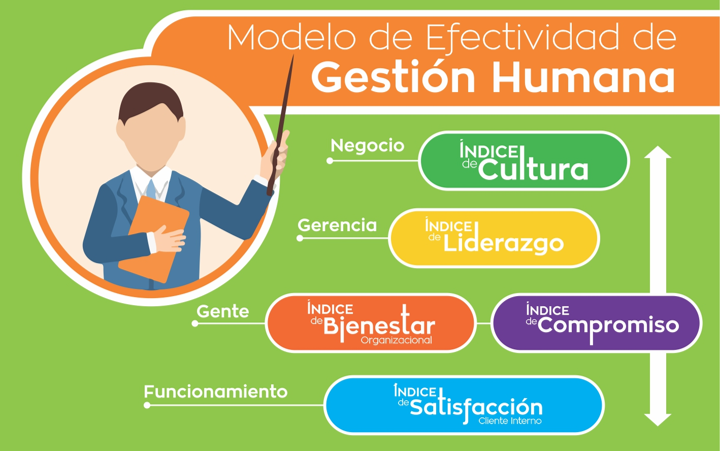 Modelo de Efectividad de
Gestión Humana
Negocio
ÍNDICE
de Cultura
Gerencia
ÍNDICE
de Liderazgo
Gente
ÍNDICE
de Bienestar
Organizacional
ÍNDICE
de Compromiso
Funcionamiento
ÍNDICE
de Satisfacción
Cliente Interno